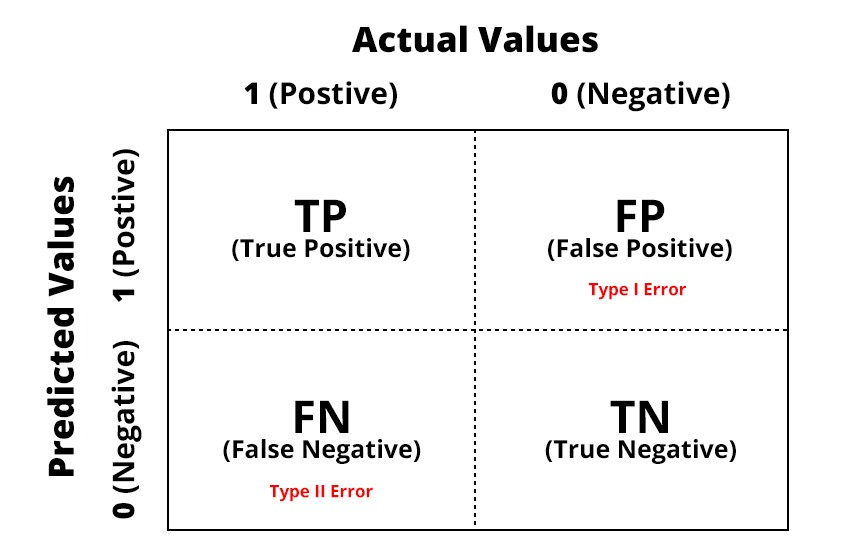 Actual Values
1 (Postive)
0 (Negative)
Predicted Values
1 (Postive)
0 (Negative)
TP
(True Positive)
FP
(False Positive)
Type I Error
FN
(False Negative)
Type II Error
TN
(True Negative)